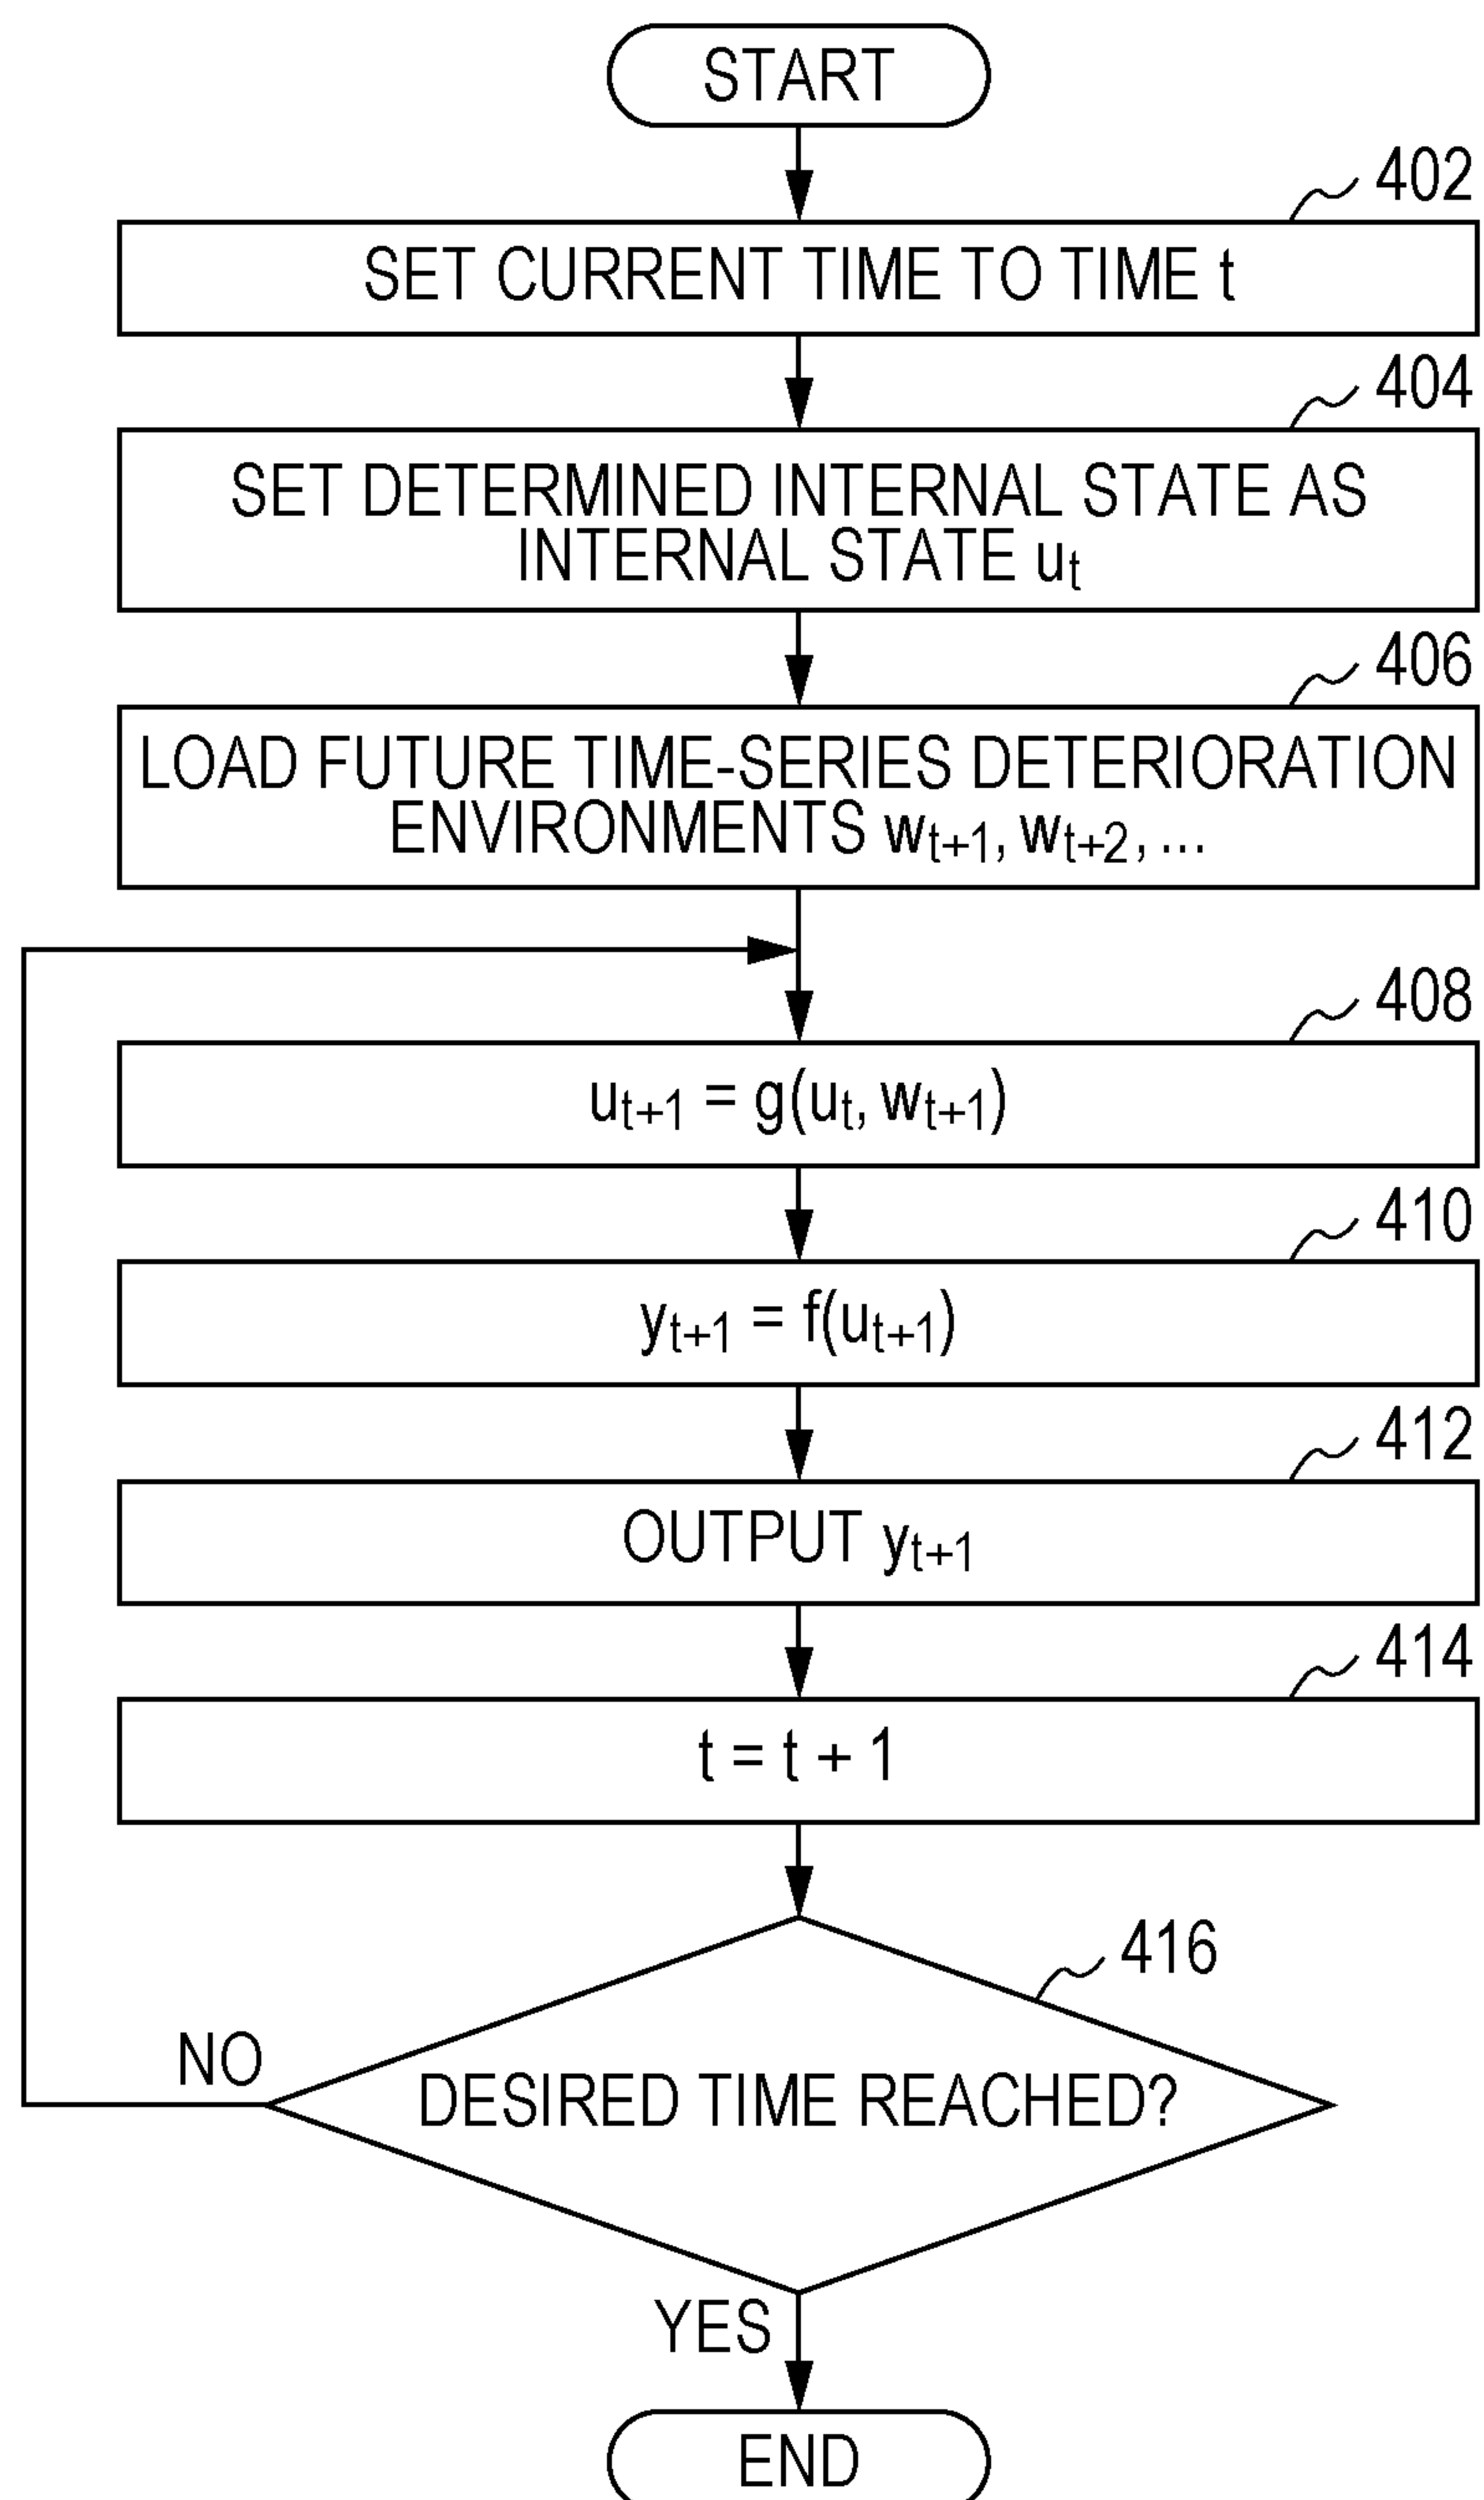 START
402
SET CURRENT TIME TO TIME t
404
SET DETERMINED INTERNAL STATE AS
INTERNAL STATE uₜ
406
LOAD FUTURE TIME-SERIES DETERIORATION
ENVIRONMENTS wₜ₊₁, wₜ₊₂, ...
408
uₜ₊₁ = g(uₜ, wₜ₊₁)
410
yₜ₊₁ = f(uₜ₊₁)
412
OUTPUT yₜ₊₁
414
t = t + 1
416
NO
DESIRED TIME REACHED?
YES
END